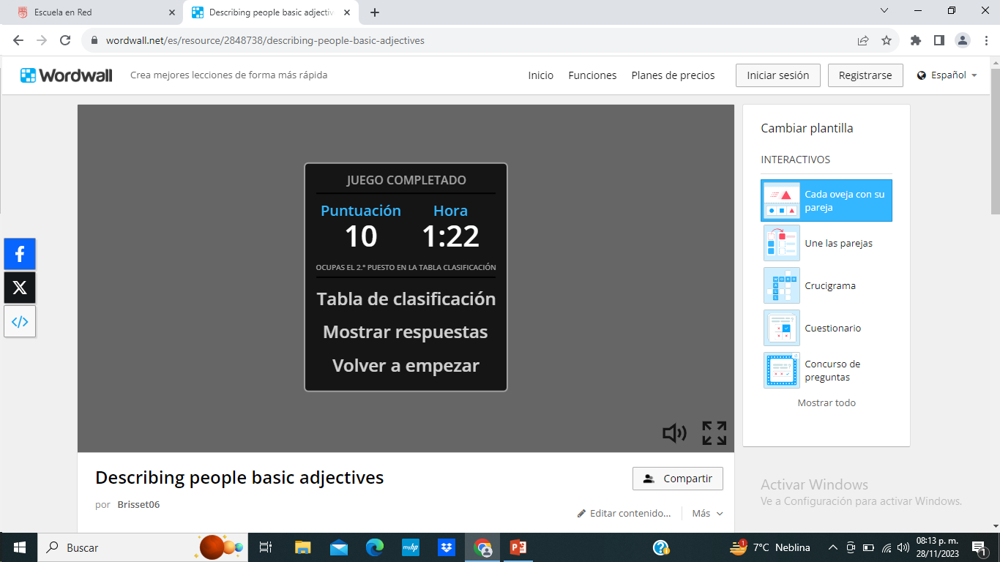 Escuela en Red
Describing people basic adjectiv
wordwall.net/es/resource/2848738/describing-people-basic-adjectives
Wordwall
Crea mejores lecciones de forma más rápida
Inicio
Funciones
Planes de precios
Iniciar sesión
Registrarse
Español
JUEGO COMPLETADO
Puntuación
Hora
10
1:22
OCUPAS EL 2.º PUESTO EN LA TABLA CLASIFICACIÓN
Tabla de clasificación
Mostrar respuestas
Volver a empezar
Cambiar plantilla
INTERACTIVOS
Cada oveja con su
pareja
Une las parejas
Crucigrama
Cuestionario
Concurso de
preguntas
Mostrar todo
Describing people basic adjectives
por Brisset06
Compartir
Editar contenido...
Más
Activar Windows
Ve a Configuración para activar Windows.
Buscar
myhp
1
7°C Neblina
08:13 p. m.
28/11/2023
1